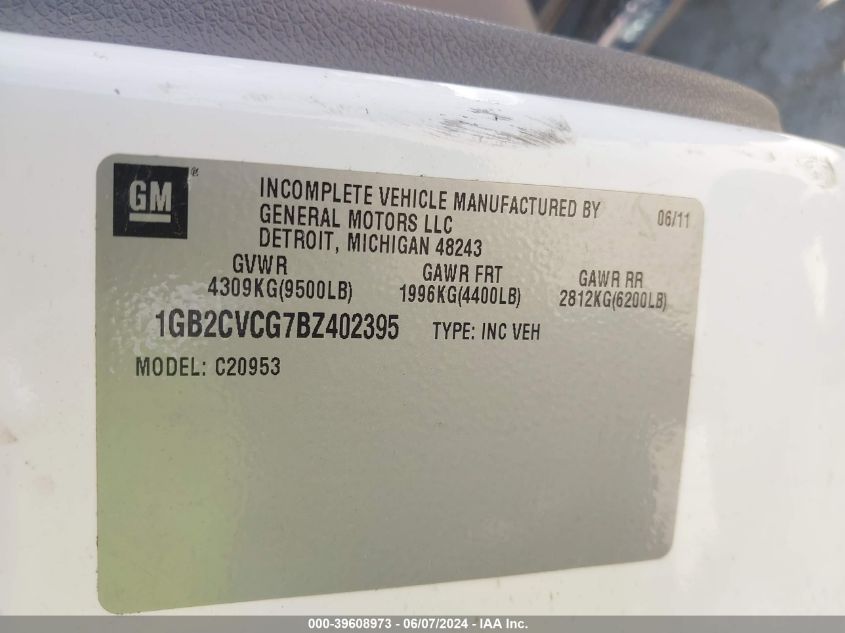 GM®
INCOMPLETE VEHICLE MANUFACTURED BY 06/11
GENERAL MOTORS LLC
DETROIT, MICHIGAN 48243
GVWR GAWR FRT GAWR RR
4309KG(9500LB) 1996KG(4400LB) 2812KG(6200LB)
1GB2CVCG7BZ402395 TYPE: INC VEH
MODEL: C20953
000-39608973 - 06/07/2024 - IAA Inc.